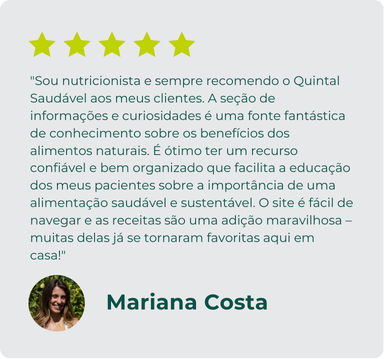 "Sou nutricionista e sempre recomendo o Quintal
Saudável aos meus clientes. A seção de
informações e curiosidades é uma fonte fantástica
de conhecimento sobre os benefícios dos
alimentos naturais. É ótimo ter um recurso
confiável e bem organizado que facilita a educação
dos meus pacientes sobre a importância de uma
alimentação saudável e sustentável. O site é fácil de
navegar e as receitas são uma adição maravilhosa –
muitas delas já se tornaram favoritas aqui em
casa!"
Mariana Costa